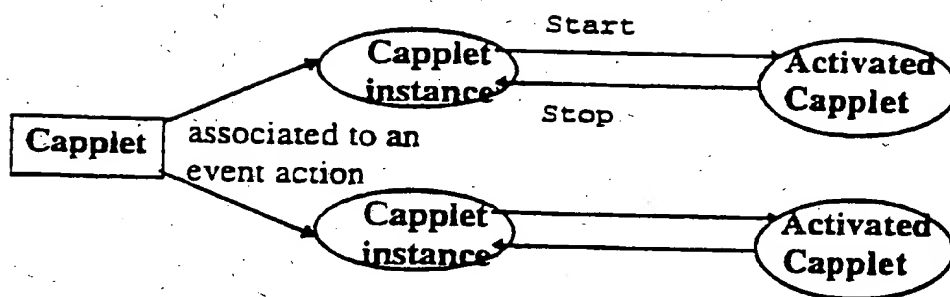 Start
Capplet
instance
Activated
Capplet
Stop
Capplet
associated to an
event action
Capplet
instance
Activated
Capplet